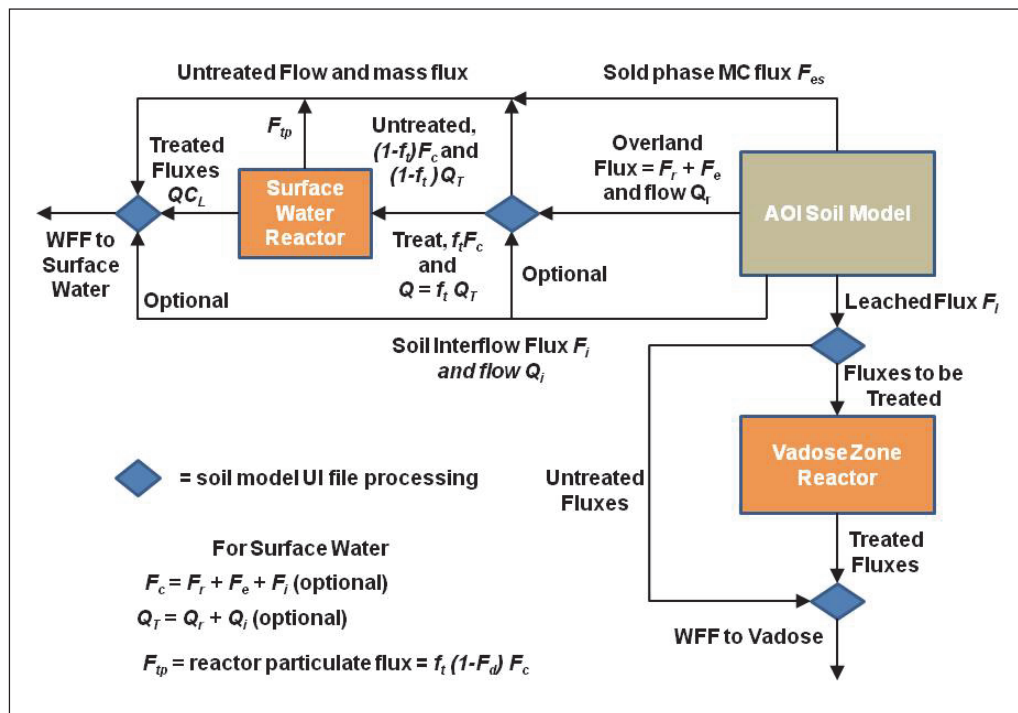 Untreated Flow and mass flux
Sold phase MC flux Fes
Ftp
Untreated,
(1-ft)Fc and
(1-ft)QT
Treated
Fluxes
QCL
Overland
Flux = Fr + Fe
and flow Qr
Surface
Water
Reactor
AOI Soil Model
WFF to
Surface
Water
Treat, ftFc
and
Q = ft QT
Optional
Optional
Leached Flux Fl
Soil Interflow Flux Fi
and flow Qi
Fluxes to be
Treated
Vadose Zone
Reactor
Untreated
Fluxes
= soil model UI file processing
Treated
Fluxes
For Surface Water
Fc = Fr + Fe + Fi (optional)
QT = Qr + Qi (optional)
WFF to Vadose
Ftp = reactor particulate flux = ft (1-Fd) Fc